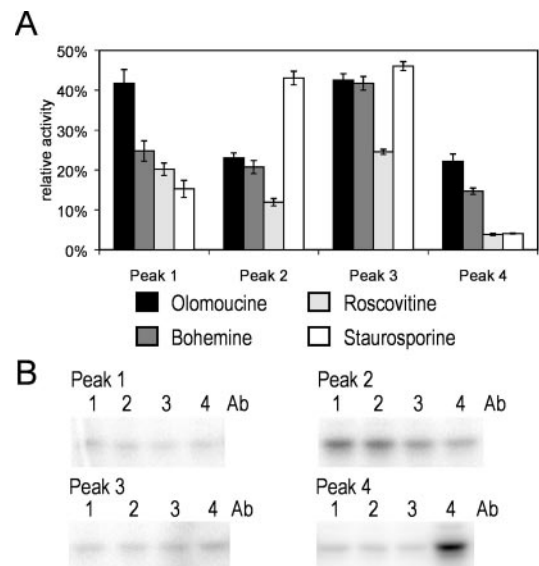 A
50%
40%
30%
20%
10%
0%
relative activity
Peak 1 Peak 2 Peak 3 Peak 4
Olomoucine Roscovitine
Bohemine Staurosporine
B
Peak 1 Peak 2
1 2 3 4 Ab 1 2 3 4 Ab
Peak 3 Peak 4
1 2 3 4 Ab 1 2 3 4 Ab